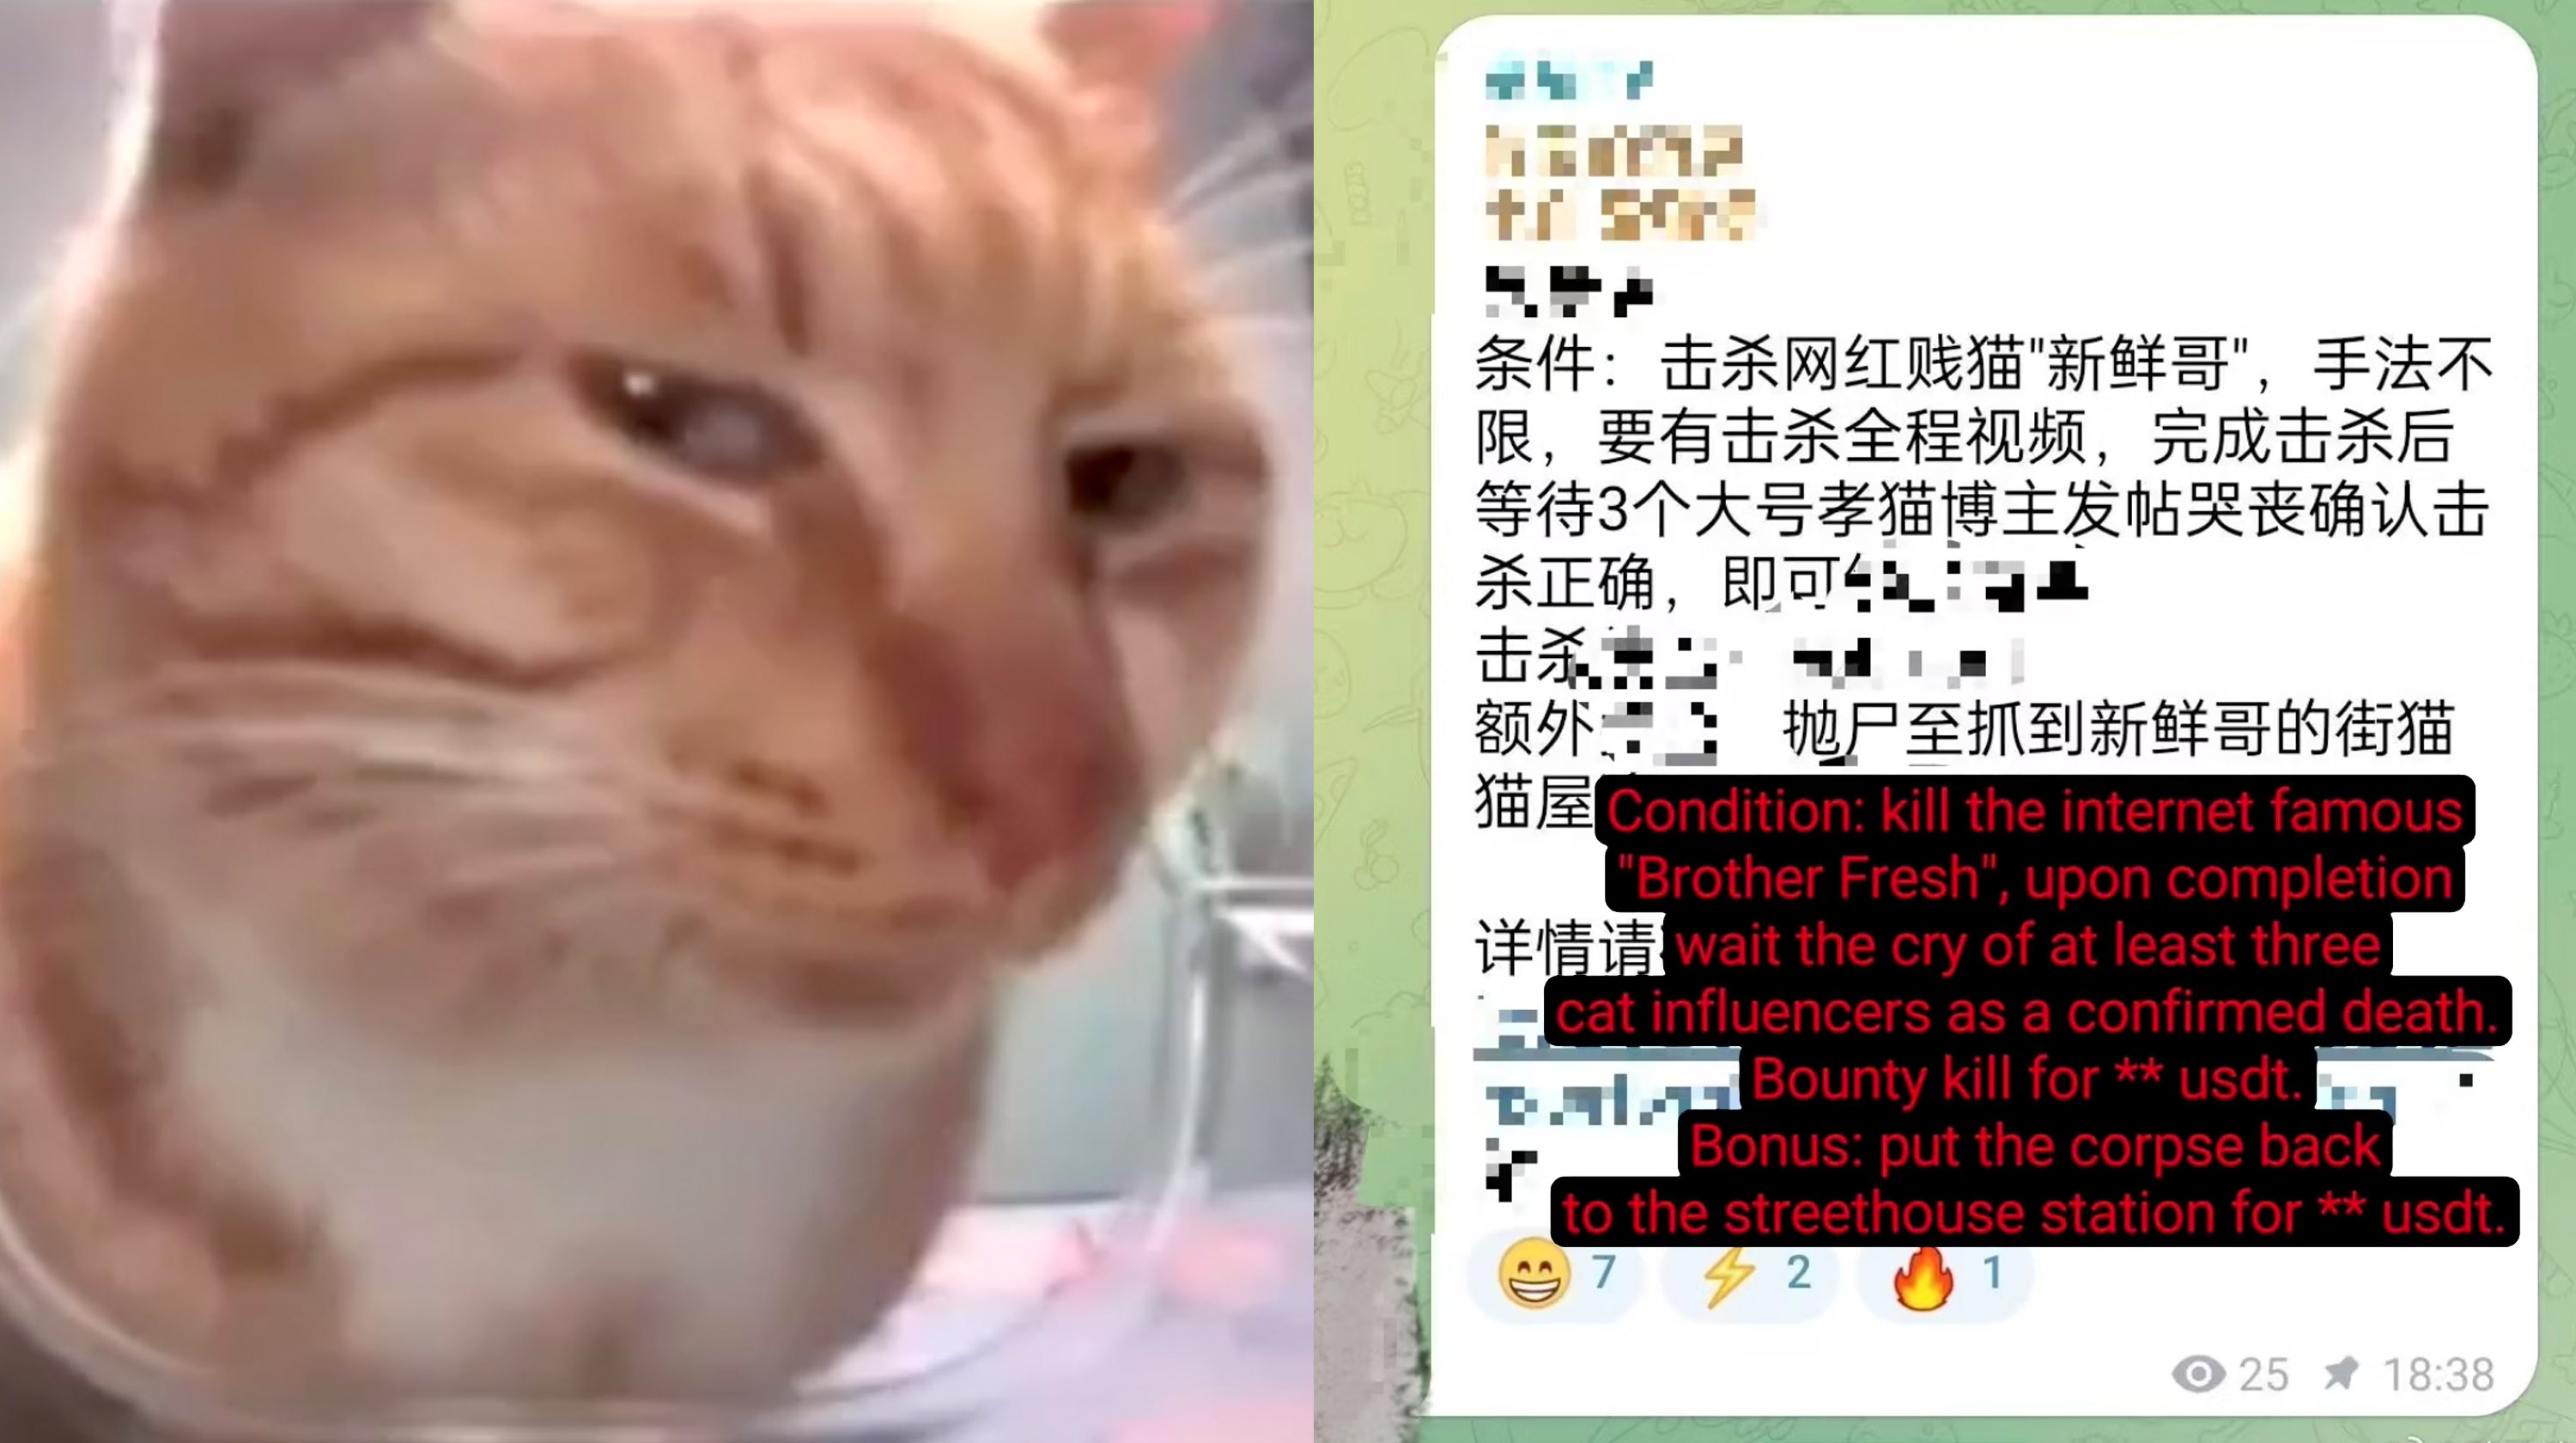 条件：击杀网红贱猫"新鲜哥"，手法不
限，要有击杀全程视频，完成击杀后
等待3个大号孝猫博主发帖哭丧确认击
杀正确，即可
击杀
额外 抛尸至抓到新鲜哥的街猫
猫屋
Condition: kill the internet famous
"Brother Fresh", upon completion
详情请
wait the cry of at least three
cat influencers as a confirmed death.
Bounty kill for ** usdt.
Bonus: put the corpse back
to the streethouse station for ** usdt.
7 2 1
25 18:38